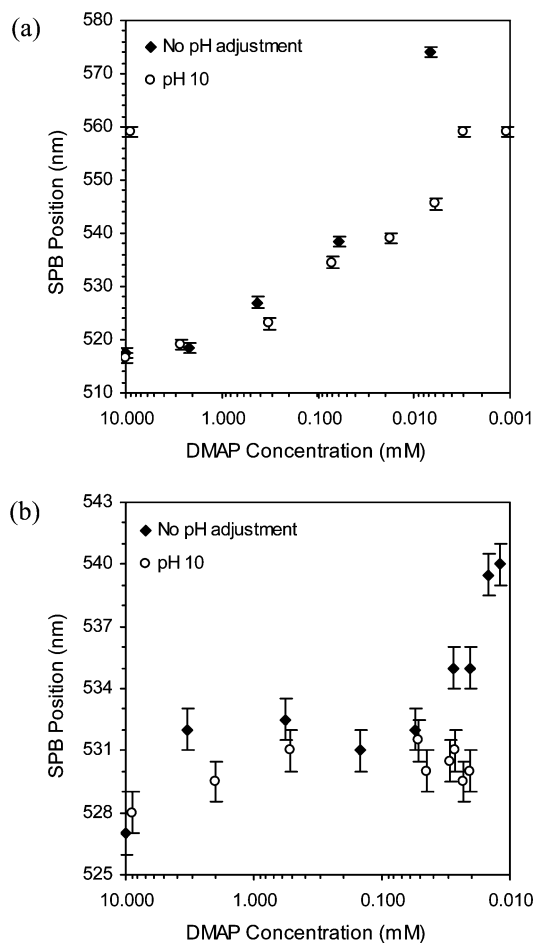 (a)
580
570
560
550
540
530
520
510
SPB Position (nm)
No pH adjustment
pH 10
10.000 1.000 0.100 0.010 0.001
DMAP Concentration (mM)
(b)
543
540
537
534
531
528
525
SPB Position (nm)
No pH adjustment
pH 10
10.000 1.000 0.100 0.010
DMAP Concentration (mM)